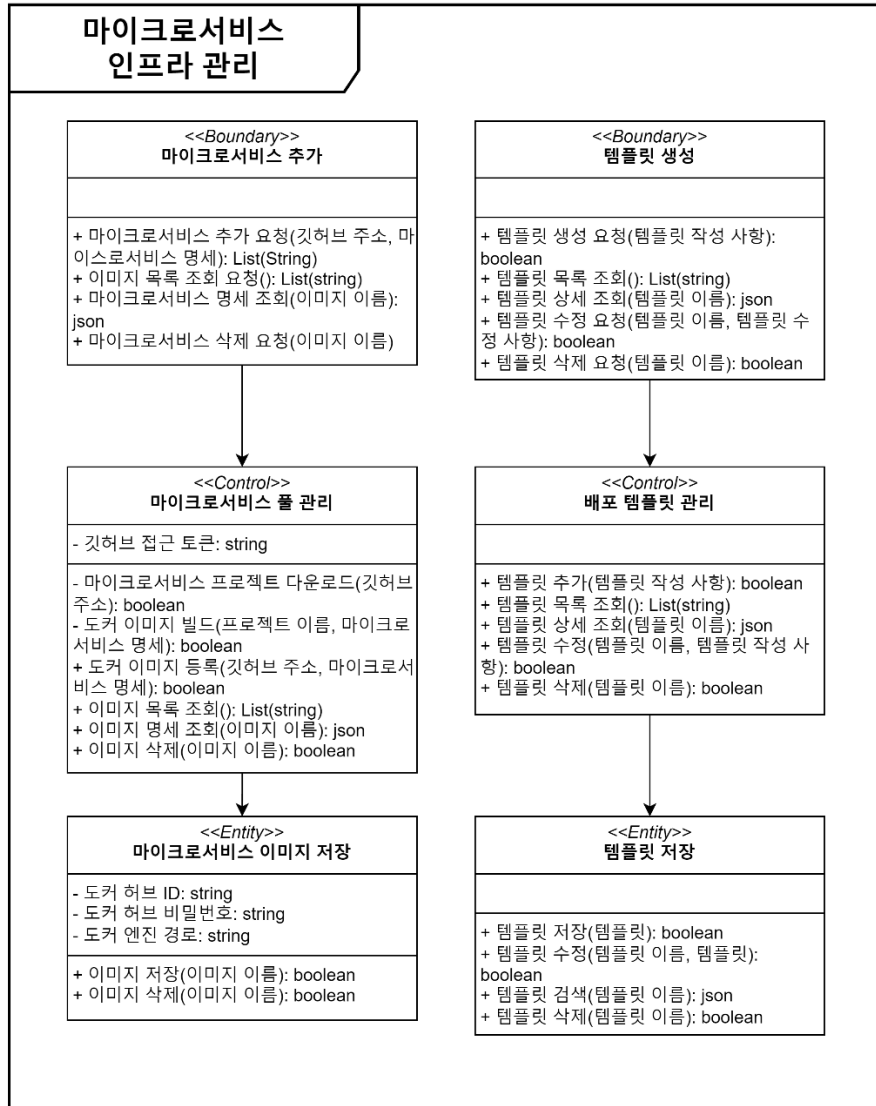 마이크로서비스
인프라 관리
<<Boundary>>
마이크로서비스 추가
+ 마이크로서비스 추가 요청(깃허브 주소, 마
이스로서비스 명세): List(String)
+ 이미지 목록 조회 요청(): List(string)
+ 마이크로서비스 명세 조회(이미지 이름):
json
+ 마이크로서비스 삭제 요청(이미지 이름)
<<Boundary>>
템플릿 생성
+ 템플릿 생성 요청(템플릿 작성 사항):
boolean
+ 템플릿 목록 조회(): List(string)
+ 템플릿 상세 조회(템플릿 이름): json
+ 템플릿 수정 요청(템플릿 이름, 템플릿 수
정 사항): boolean
+ 템플릿 삭제 요청(템플릿 이름): boolean
<<Control>>
마이크로서비스 풀 관리
- 깃허브 접근 토큰: string
- 마이크로서비스 프로젝트 다운로드(깃허브
주소): boolean
- 도커 이미지 빌드(프로젝트 이름, 마이크로
서비스 명세): boolean
+ 도커 이미지 등록(깃허브 주소, 마이크로서
비스 명세): boolean
+ 이미지 목록 조회(): List(string)
+ 이미지 명세 조회(이미지 이름): json
+ 이미지 삭제(이미지 이름): boolean
<<Control>>
배포 템플릿 관리
+ 템플릿 추가(템플릿 작성 사항): boolean
+ 템플릿 목록 조회(): List(string)
+ 템플릿 상세 조회(템플릿 이름): json
+ 템플릿 수정(템플릿 이름, 템플릿 작성 사
항): boolean
+ 템플릿 삭제(템플릿 이름): boolean
<<Entity>>
마이크로서비스 이미지 저장
- 도커 허브 ID: string
- 도커 허브 비밀번호: string
- 도커 엔진 경로: string
+ 이미지 저장(이미지 이름): boolean
+ 이미지 삭제(이미지 이름): boolean
<<Entity>>
템플릿 저장
+ 템플릿 저장(템플릿): boolean
+ 템플릿 수정(템플릿 이름, 템플릿):
boolean
+ 템플릿 검색(템플릿 이름): json
+ 템플릿 삭제(템플릿 이름): boolean